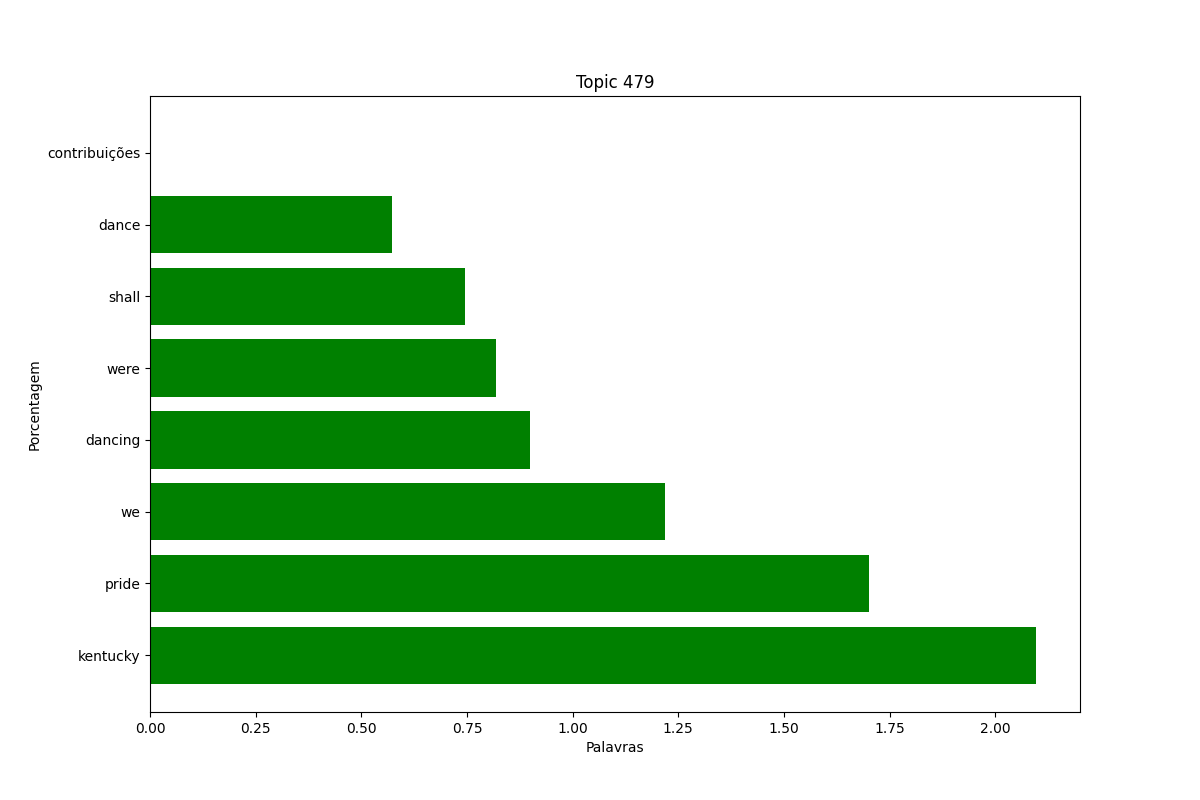 Topic 479
contribuições
dance
shall
were
dancing
we
pride
kentucky
Porcentagem
0.00 0.25 0.50 0.75 1.00 1.25 1.50 1.75 2.00
Palavras